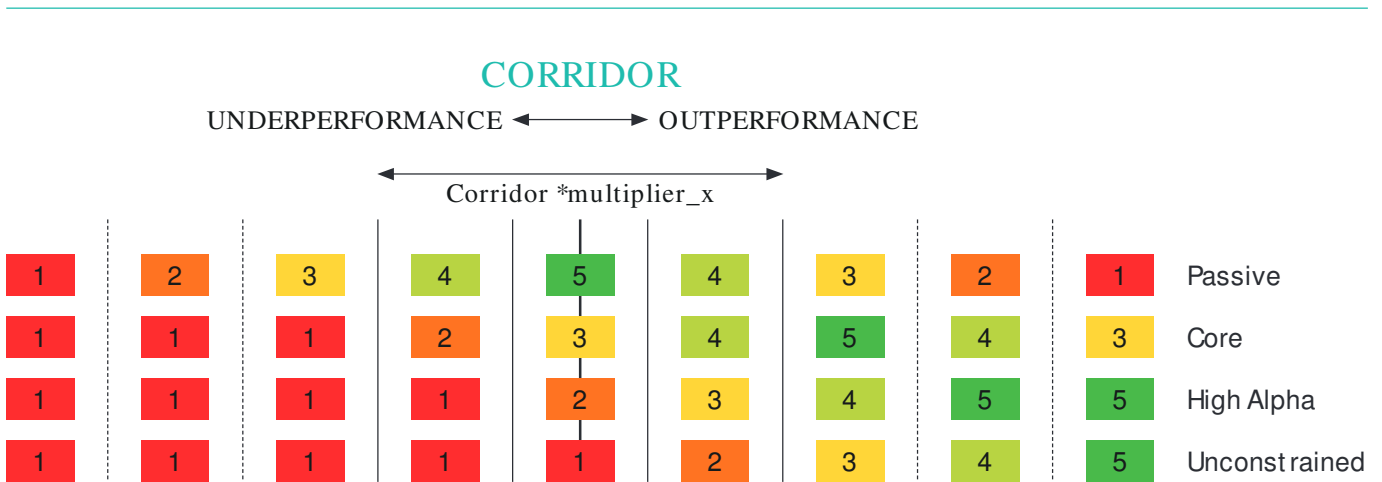 CORRIDOR
UNDERPERFORMANCE OUTPERFORMANCE
Corridor *multiplier_x
1 2 3 4 5 4 3 2 1 Passive
1 1 1 2 3 4 5 4 3 Core
1 1 1 1 2 3 4 5 5 High Alpha
1 1 1 1 1 2 3 4 5 Unconstrained